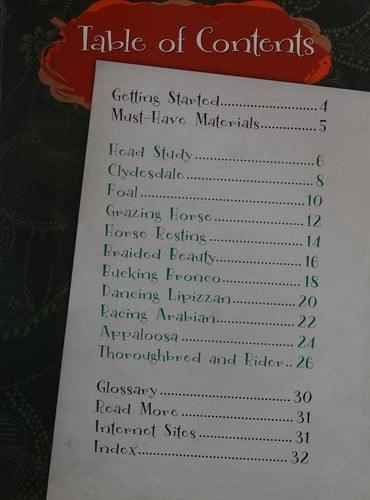 Table of Contents
Getting Started..................4
Must-Have Materials..............5
Head Study.......................6
Clydesdale.......................8
Foal............................10
Grazing Horse...................12
Horse Resting...................14
Braided Beauty..................16
Bucking Bronco..................18
Dancing Lipizzan................20
Racing Arabian..................22
Appaloosa.......................24
Thoroughbred and Rider..26
Glossary........................30
Read More.......................31
Internet Sites..................31
Index...........................32